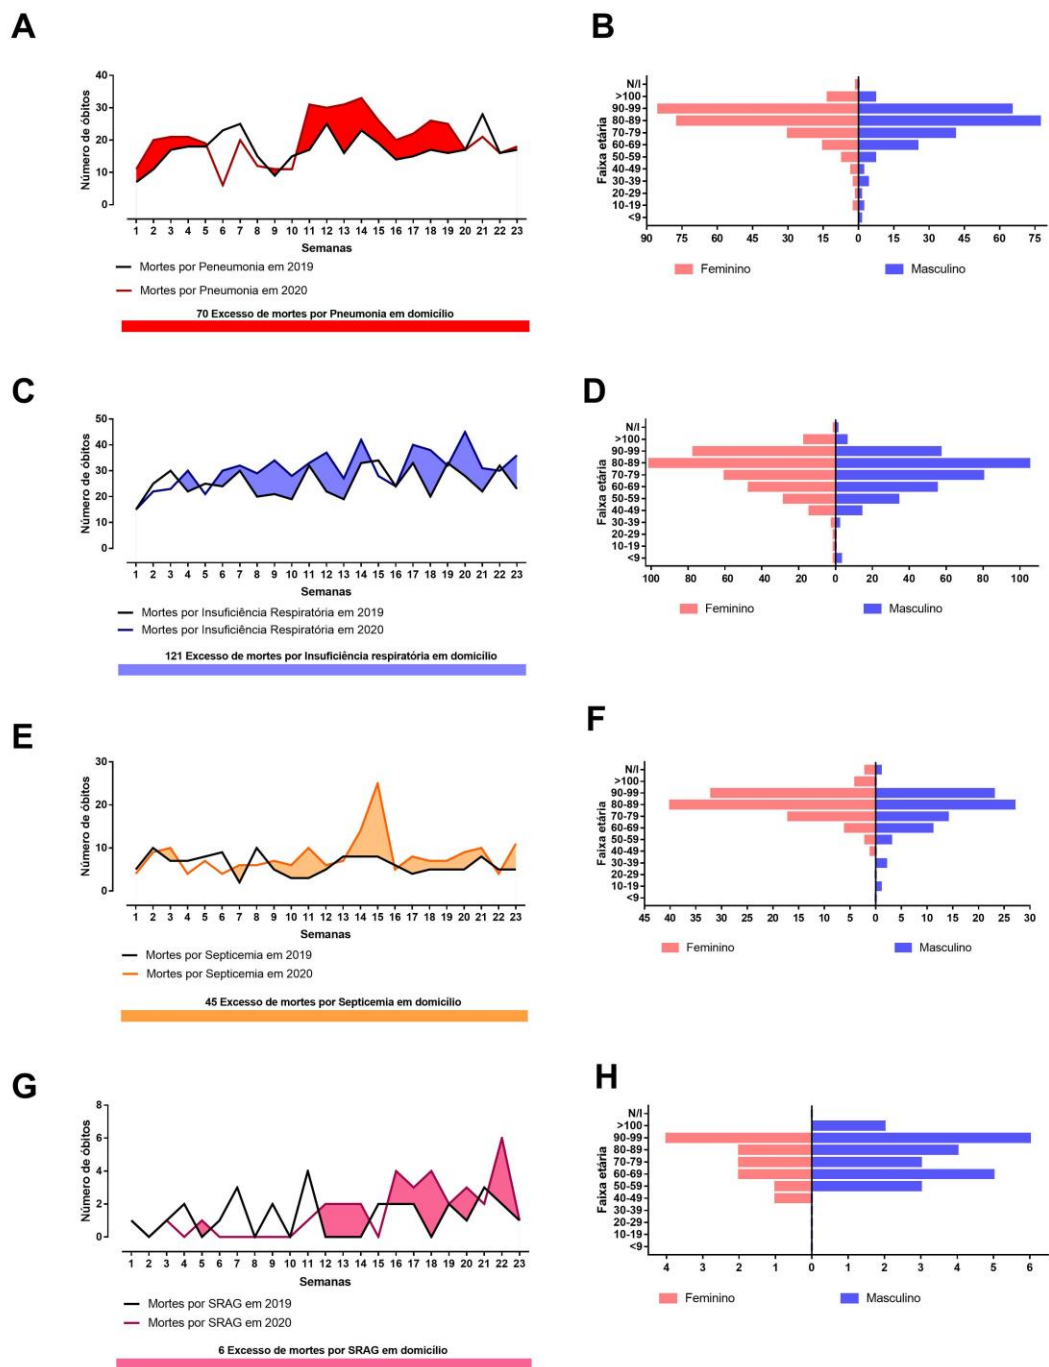 A
40
30
20
10
0
Número de óbitos
1 2 3 4 5 6 7 8 9 10 11 12 13 14 15 16 17 18 19 20 21 22 23
Semanas
Mortes por Peneumonia em 2019
Mortes por Pneumonia em 2020
70 Excesso de mortes por Pneumonia em domicílio
B
Faixa etária
N/I
>100
90-99
80-89
70-79
60-69
50-59
40-49
30-39
20-29
10-19
<9
90 75 45 30 15 0 15 30 45 60 75
Feminino
Masculino
C
50
40
30
20
10
0
Número de óbitos
1 2 3 4 5 6 7 8 9 10 11 12 13 14 15 16 17 18 19 20 21 22 23
Semanas
Mortes por Insuficiência Respiratória em 2019
Mortes por Insuficiência Respiratória em 2020
121 Excesso de mortes por Insuficiência respiratória em domicílio
D
Faixa etária
N/I
>100
90-99
80-89
70-79
60-69
50-59
40-49
30-39
20-29
10-19
<9
100 80 60 40 20 0 20 40 60 80 100
Feminino
Masculino
E
30
20
10
0
Número de óbitos
1 2 3 4 5 6 7 8 9 10 11 12 13 14 15 16 17 18 19 20 21 22 23
Semanas
Mortes por Septicemia em 2019
Mortes por Septicemia em 2020
45 Excesso de mortes por Septicemia em domicílio
F
Faixa etária
N/I
>100
90-99
80-89
70-79
60-69
50-59
40-49
30-39
20-29
10-19
<9
45 40 35 30 25 20 15 10 5 0 5 10 15 20 25 30
Feminino
Masculino
G
8
6
4
2
0
Número de óbitos
1 2 3 4 5 6 7 8 9 10 11 12 13 14 15 16 17 18 19 20 21 22 23
Semanas
Mortes por SRAG em 2019
Mortes por SRAG em 2020
6 Excesso de mortes por SRAG em domicílio
H
Faixa etária
N/I
>100
90-99
80-89
70-79
60-69
50-59
40-49
30-39
20-29
10-19
<9
4 3 2 1 0 1 2 3 4 5 6
Feminino
Masculino